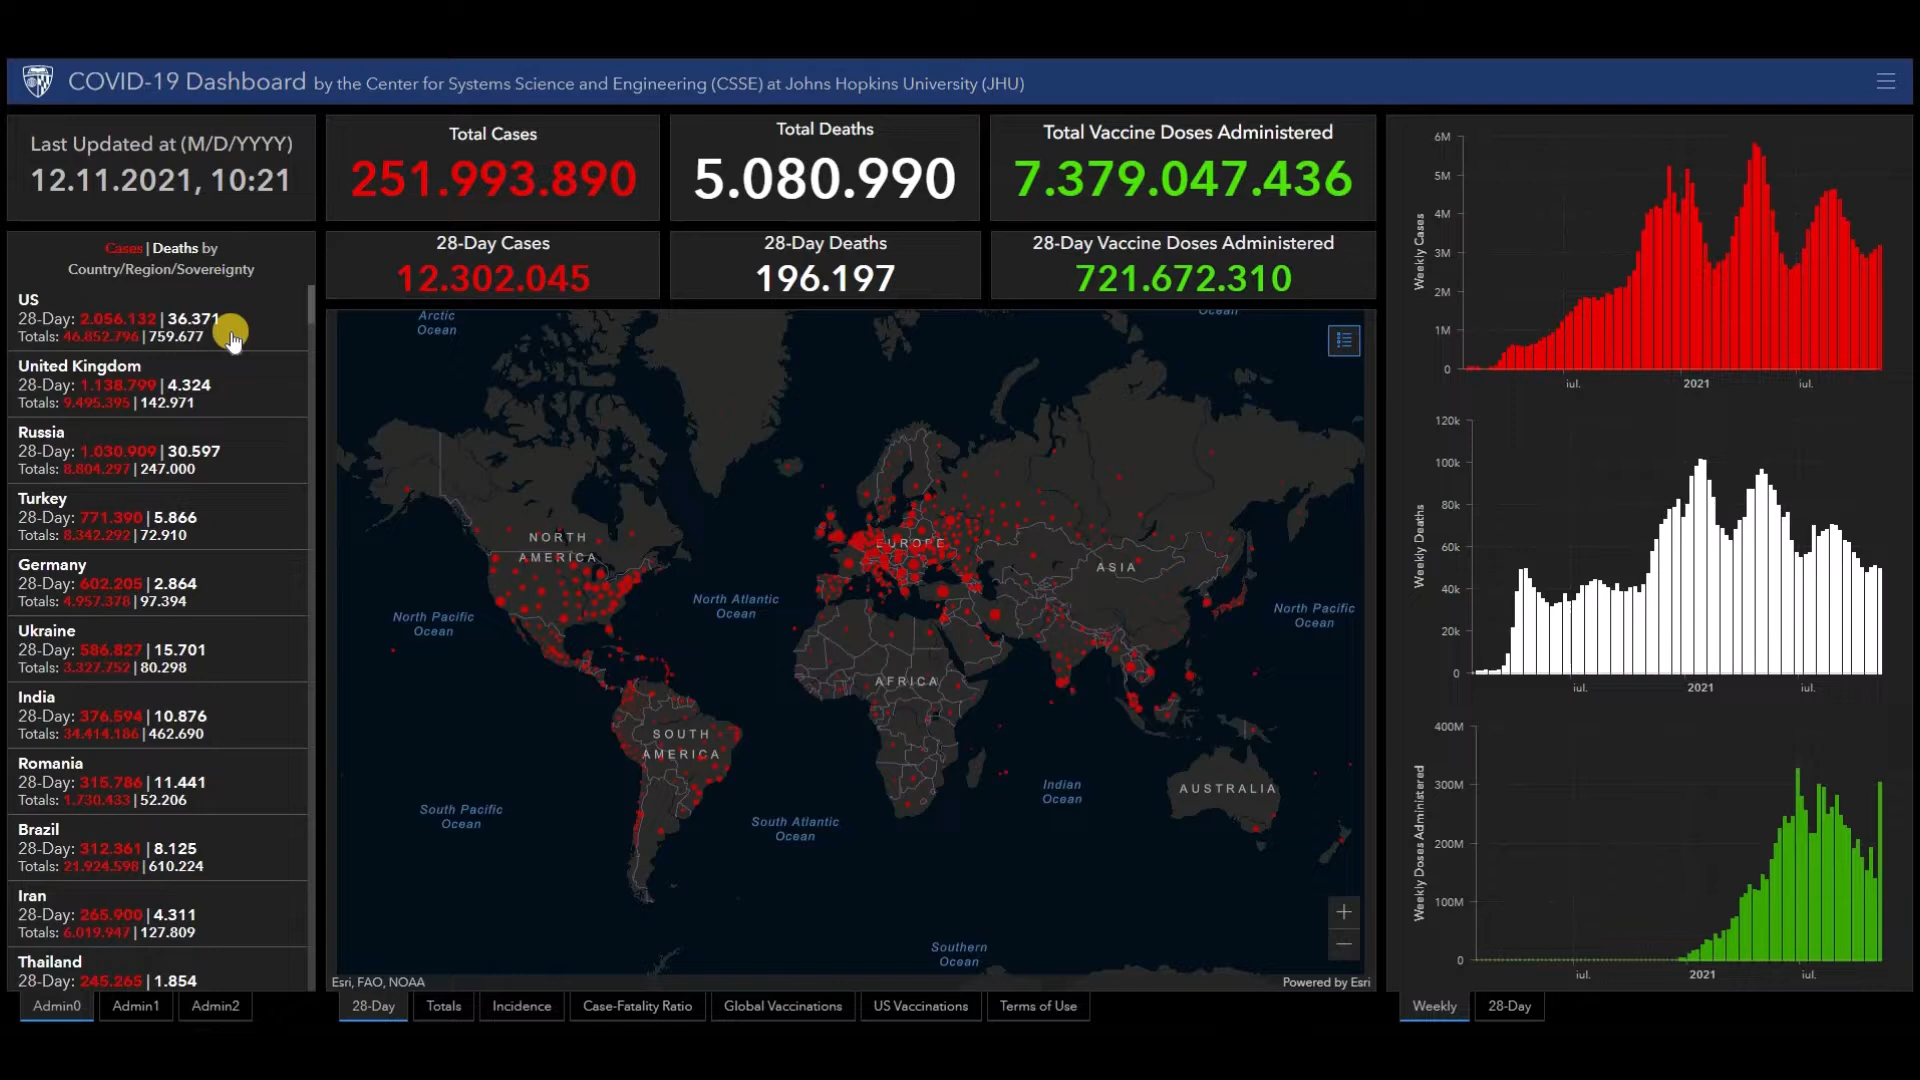 COVID-19 Dashboard by the Center for Systems Science and Engineering (CSSE) at Johns Hopkins University (JHU)
Last Updated at (M/D/YYYY)
12.11.2021, 10:21
Total Cases
251.993.890
Total Deaths
5.080.990
Total Vaccine Doses Administered
7.379.047.436
28-Day Cases
12.302.045
28-Day Deaths
196.197
28-Day Vaccine Doses Administered
721.672.310
Cases | Deaths by
Country/Region/Sovereignty
US
28-Day: 2.056.132 | 36.371
Totals: 46.852.796 | 759.677
United Kingdom
28-Day: 1.138.799 | 4.324
Totals: 9.495.395 | 142.971
Russia
28-Day: 1.030.909 | 30.597
Totals: 8.804.297 | 247.000
Turkey
28-Day: 771.390 | 5.866
Totals: 8.342.292 | 72.910
Germany
28-Day: 602.205 | 2.864
Totals: 4.957.378 | 97.394
Ukraine
28-Day: 586.827 | 15.701
Totals: 3.327.752 | 80.298
India
28-Day: 376.594 | 10.876
Totals: 34.414.186 | 462.690
Romania
28-Day: 315.786 | 11.441
Totals: 1.730.433 | 52.206
Brazil
28-Day: 312.361 | 8.125
Totals: 21.924.598 | 610.224
Iran
28-Day: 265.900 | 4.311
Totals: 6.019.947 | 127.809
Thailand
28-Day: 245.265 | 1.854
Admin0
Admin1
Admin2
Arctic
Ocean
Ocean
NORTH
AMERICA
EUROPE
ASIA
North Pacific
Ocean
North Atlantic
Ocean
North Pacific
Ocean
AFRICA
SOUTH
AMERICA
Indian
Ocean
AUSTRALIA
South Pacific
Ocean
South Atlantic
Ocean
Southern
Ocean
+
−
Esri, FAO, NOAA
Powered by Esri
28-Day
Totals
Incidence
Case-Fatality Ratio
Global Vaccinations
US Vaccinations
Terms of Use
Weekly Cases
6M
5M
4M
3M
2M
1M
0
iul.
2021
iul.
Weekly Deaths
120k
100k
80k
60k
40k
20k
0
iul.
2021
iul.
Weekly Doses Administered
400M
300M
200M
100M
0
iul.
2021
iul.
Weekly
28-Day